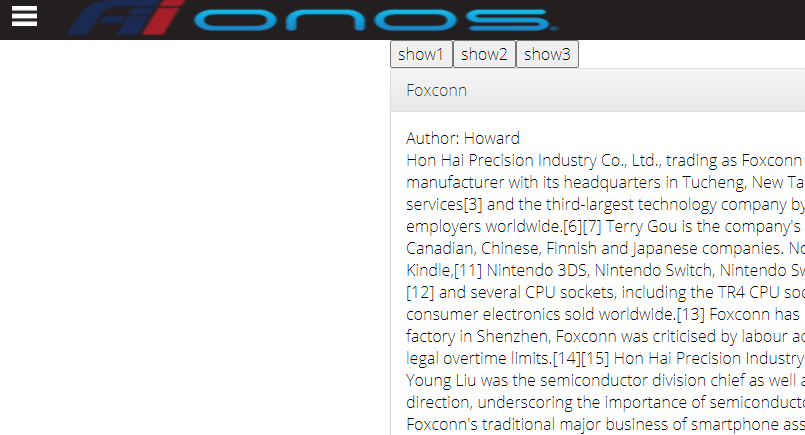 AI onos.
show1 show2 show3
Foxconn
Author: Howard
Hon Hai Precision Industry Co., Ltd., trading as Foxconn
manufacturer with its headquarters in Tucheng, New Ta
services[3] and the third-largest technology company by
employers worldwide.[6][7] Terry Gou is the company's
Canadian, Chinese, Finnish and Japanese companies. No
Kindle,[11] Nintendo 3DS, Nintendo Switch, Nintendo Sw
[12] and several CPU sockets, including the TR4 CPU soc
consumer electronics sold worldwide.[13] Foxconn has
factory in Shenzhen, Foxconn was criticised by labour ac
legal overtime limits.[14][15] Hon Hai Precision Industry
Young Liu was the semiconductor division chief as well a
direction, underscoring the importance of semiconducto
Foxconn's traditional major business of smartphone ass